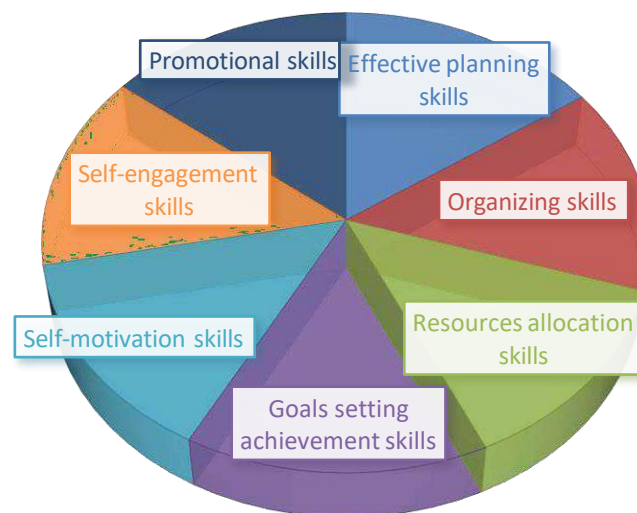 Promotional skills
Effective planning
skills
Self-engagement
skills
Organizing skills
Self-motivation skills
Resources allocation
skills
Goals setting
achievement skills